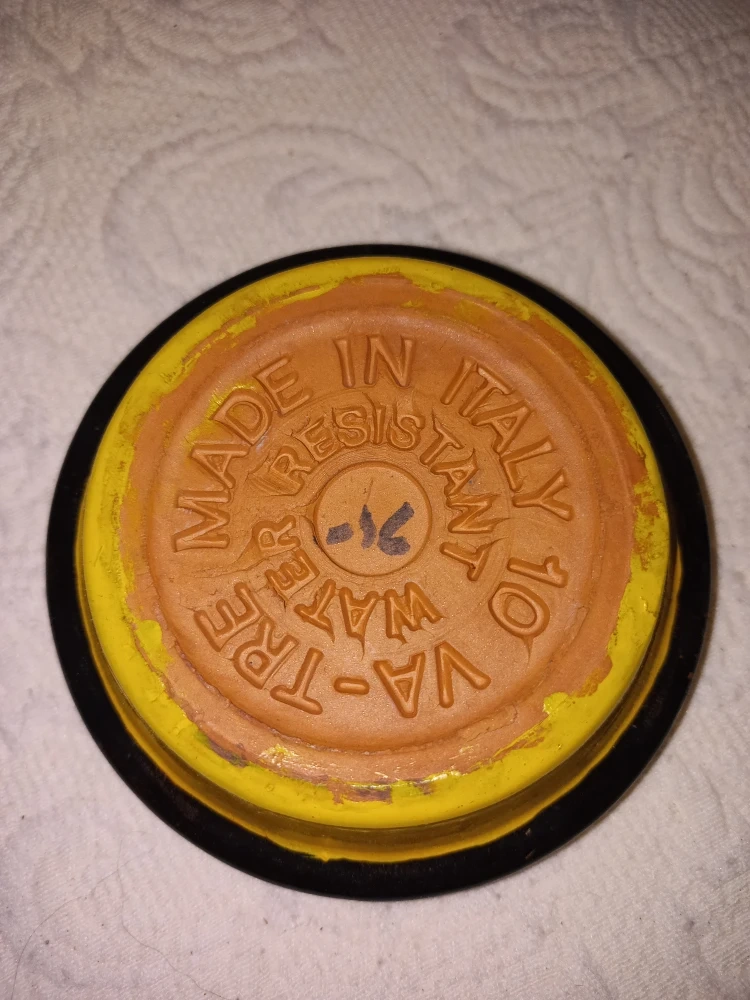 MADE IN ITALY 10
VA-TRE
WATER RESISTANT
-16